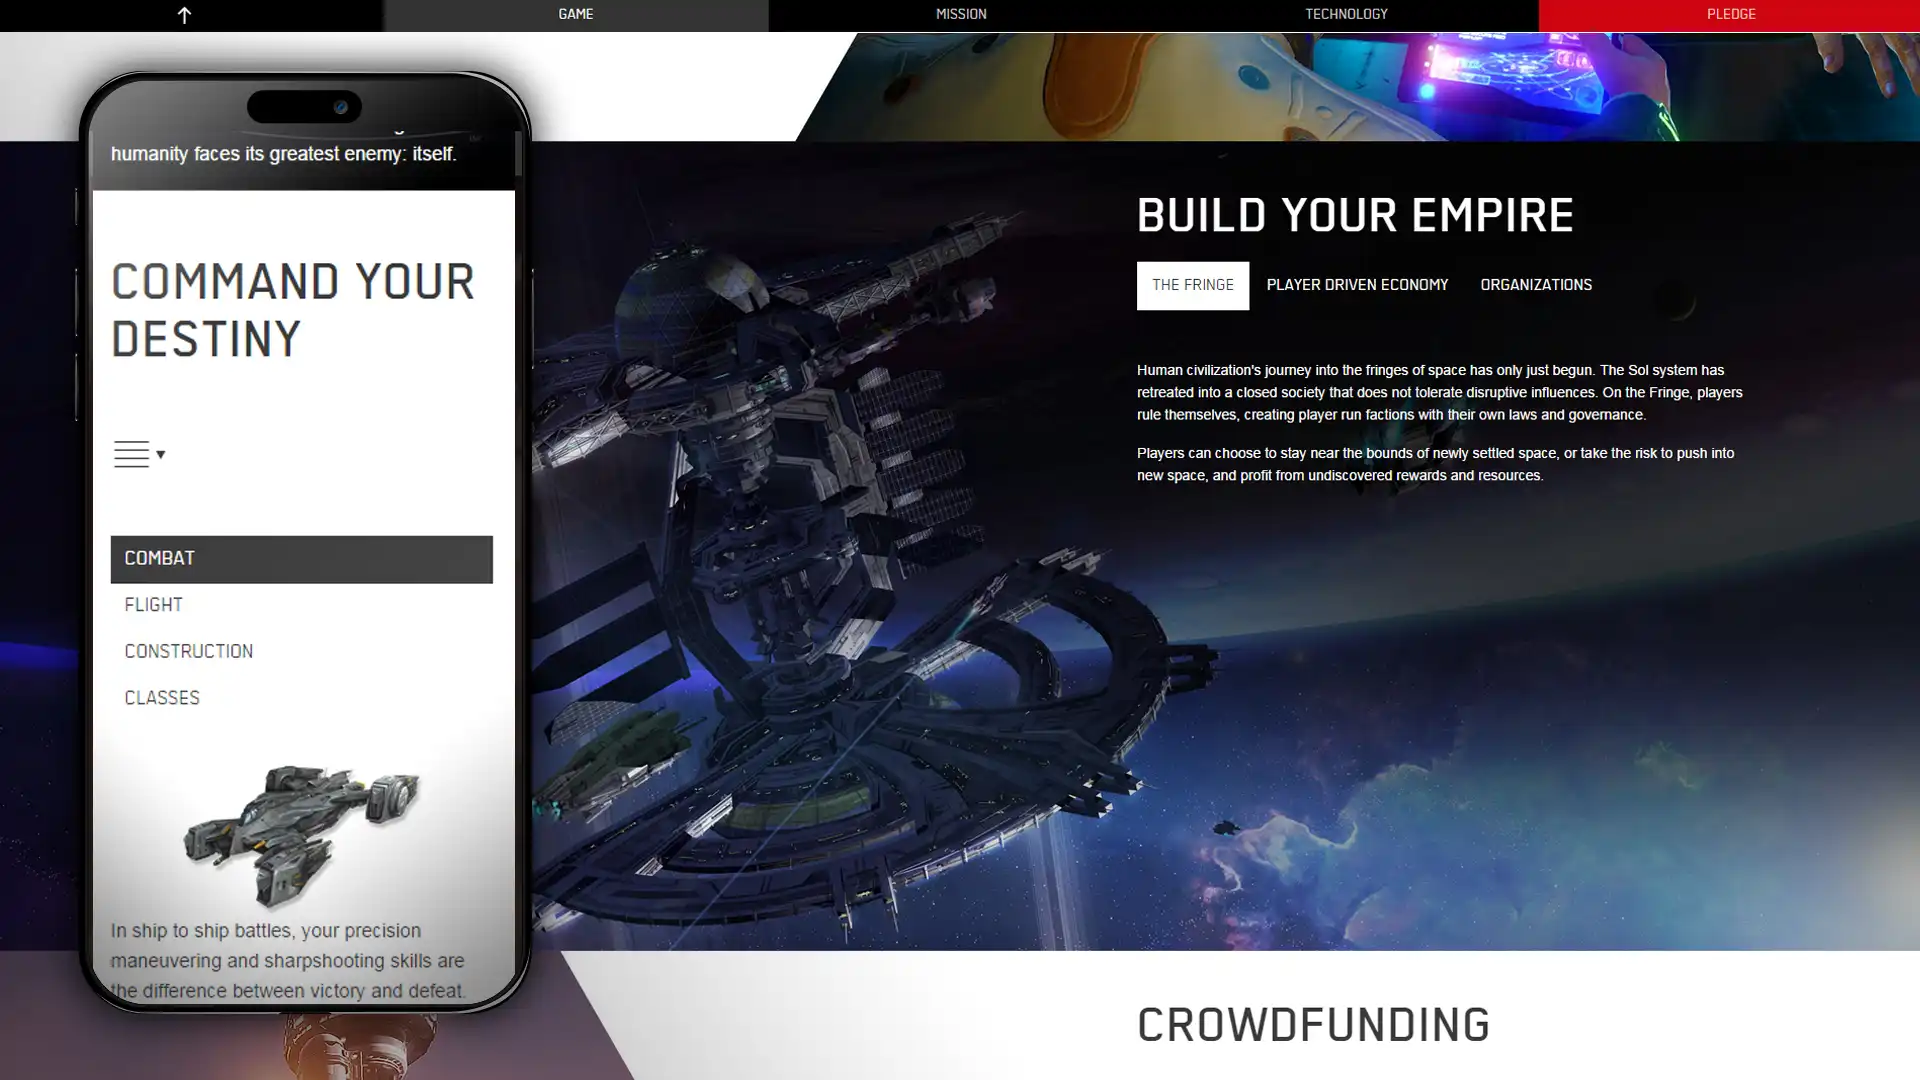 GAME
MISSION
TECHNOLOGY
PLEDGE
humanity faces its greatest enemy: itself.
COMMAND YOUR
DESTINY
COMBAT
FLIGHT
CONSTRUCTION
CLASSES
In ship to ship battles, your precision
maneuvering and sharpshooting skills are
the difference between victory and defeat.
BUILD YOUR EMPIRE
THE FRINGE
PLAYER DRIVEN ECONOMY
ORGANIZATIONS
Human civilization's journey into the fringes of space has only just begun. The Sol system has
retreated into a closed society that does not tolerate disruptive influences. On the Fringe, players
rule themselves, creating player run factions with their own laws and governance.
Players can choose to stay near the bounds of newly settled space, or take the risk to push into
new space, and profit from undiscovered rewards and resources.
CROWDFUNDING